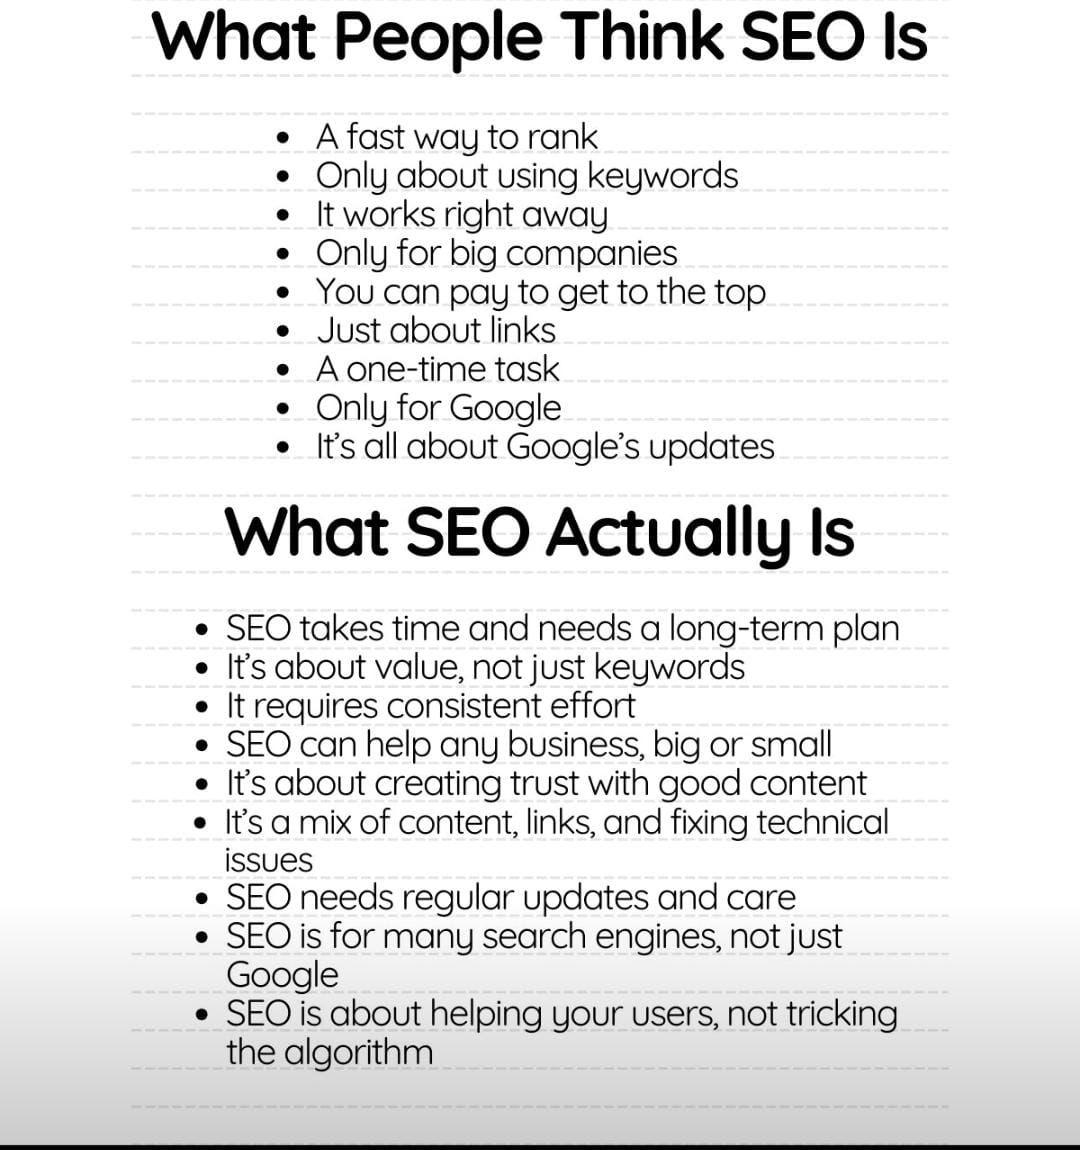 What People Think SEO Is
• A fast way to rank
• Only about using keywords
• It works right away
• Only for big companies
• You can pay to get to the top
• Just about links
• A one-time task
• Only for Google
• It's all about Google's updates
What SEO Actually Is
• SEO takes time and needs a long-term plan
• It's about value, not just keywords
• It requires consistent effort
• SEO can help any business, big or small
• It's about creating trust with good content
• It's a mix of content, links, and fixing technical
issues
• SEO needs regular updates and care
• SEO is for many search engines, not just
Google
• SEO is about helping your users, not tricking
the algorithm